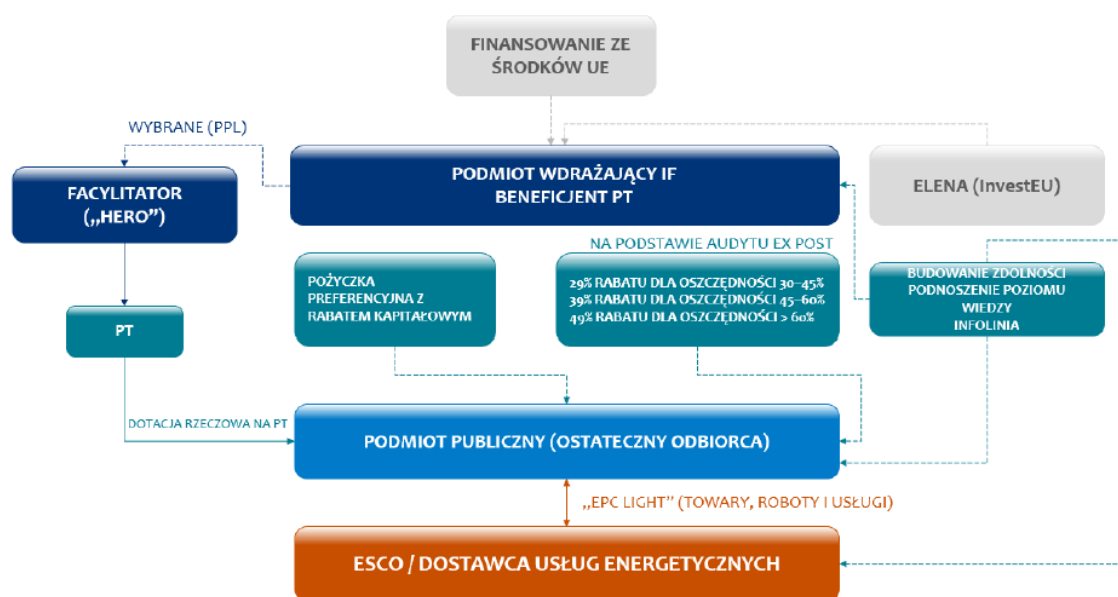 FINANSOWANIE ZE
ŚRODKÓW UE
WYBRANE (PPL)
PODMIOT WDRAŻAJĄCY IF
BENEFICJENT PT
ELENA (InvestEU)
FACYLITATOR
(„HERO”)
NA PODSTAWIE AUDYTU EX POST
POŻYCZKA
PREFERENCYJNA Z
RABATEM KAPITAŁOWYM
29% RABATU DLA OSZCZĘDNOŚCI 30–45%
39% RABATU DLA OSZCZĘDNOŚCI 45–60%
49% RABATU DLA OSZCZĘDNOŚCI > 60%
BUDOWANIE ZDOLNOŚCI
PODNOSZENIE POZIOMU
WIEDZY
INFOLINIA
PT
DOTACJA RZECZOWA NA PT
PODMIOT PUBLICZNY (OSTATECZNY ODBIORCA)
„EPC LIGHT” (TOWARY, ROBOTY I USŁUGI)
ESCO / DOSTAWCA USŁUG ENERGETYCZNYCH